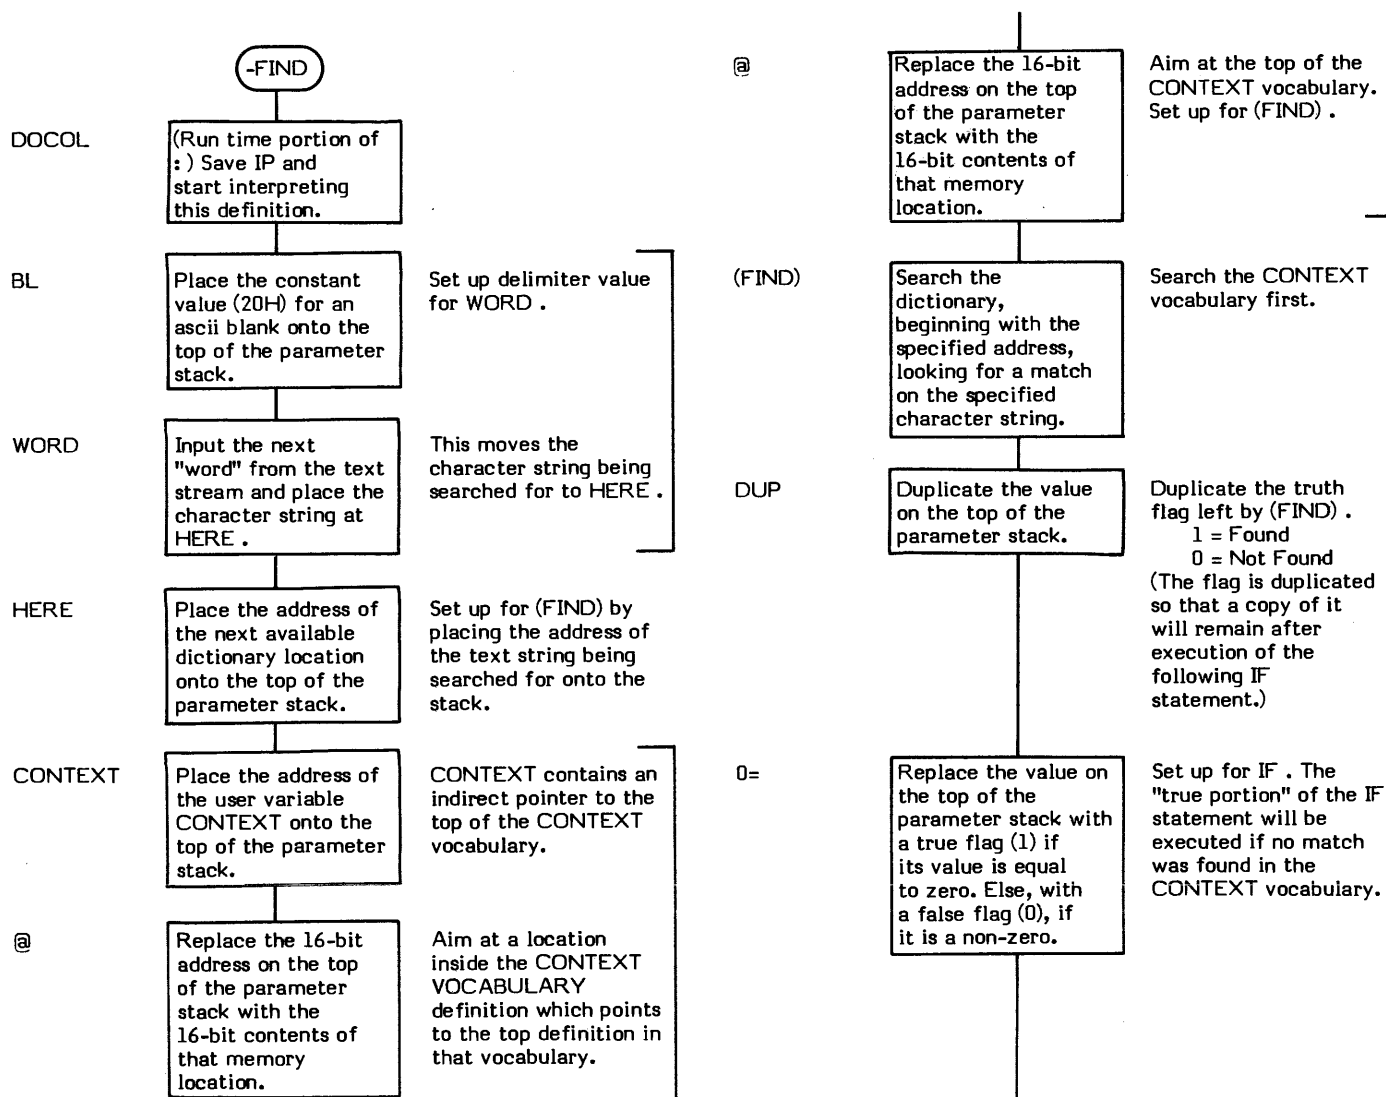 -FIND
DOCOL
(Run time portion of
: ) Save IP and
start interpreting
this definition.
BL
Place the constant
value (20H) for an
ascii blank onto the
top of the parameter
stack.
Set up delimiter value
for WORD .
WORD
Input the next
"word" from the text
stream and place the
character string at
HERE .
This moves the
character string being
searched for to HERE .
HERE
Place the address of
the next available
dictionary location
onto the top of the
parameter stack.
Set up for (FIND) by
placing the address of
the text string being
searched for onto the
stack.
CONTEXT
Place the address of
the user variable
CONTEXT onto the
top of the parameter
stack.
CONTEXT contains an
indirect pointer to the
top of the CONTEXT
vocabulary.
@
Replace the 16-bit
address on the top
of the parameter
stack with the
16-bit contents of
that memory
location.
Aim at a location
inside the CONTEXT
VOCABULARY
definition which points
to the top definition in
that vocabulary.
@
Replace the 16-bit
address on the top
of the parameter
stack with the
16-bit contents of
that memory
location.
Aim at the top of the
CONTEXT vocabulary.
Set up for (FIND) .
(FIND)
Search the
dictionary,
beginning with the
specified address,
looking for a match
on the specified
character string.
Search the CONTEXT
vocabulary first.
DUP
Duplicate the value
on the top of the
parameter stack.
Duplicate the truth
flag left by (FIND) .
1 = Found
0 = Not Found
(The flag is duplicated
so that a copy of it
will remain after
execution of the
following IF
statement.)
0=
Replace the value on
the top of the
parameter stack with
a true flag (1) if
its value is equal
to zero. Else, with
a false flag (0), if
it is a non-zero.
Set up for IF . The
"true portion" of the IF
statement will be
executed if no match
was found in the
CONTEXT vocabulary.